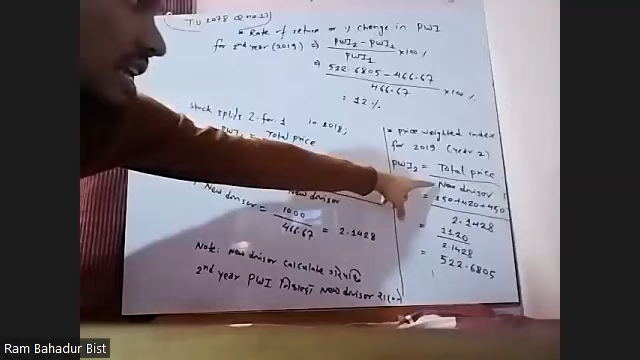 TU 2078 Q no 17
* Rate of return or % change in PWI
for 2nd year (2019) ⇒ PWI2 - PWI1 / PWI1 × 100 %
⇒ 522.6805 - 466.67 / 466.67 × 100 %
= 12 %
stock splits 2-for 1 in 2018;
PWI1 = Total price
New divisor
New divisor = 1000 / 466.67 = 2.1428
Note: New divisor calculate
2nd year PWI New divisor
* price weighted index
for 2019 (year 2)
PWI2 = Total price / New divisor
= 250+420+450 / 2.1428
= 1120 / 2.1428
= 522.6805
Ram Bahadur Bist